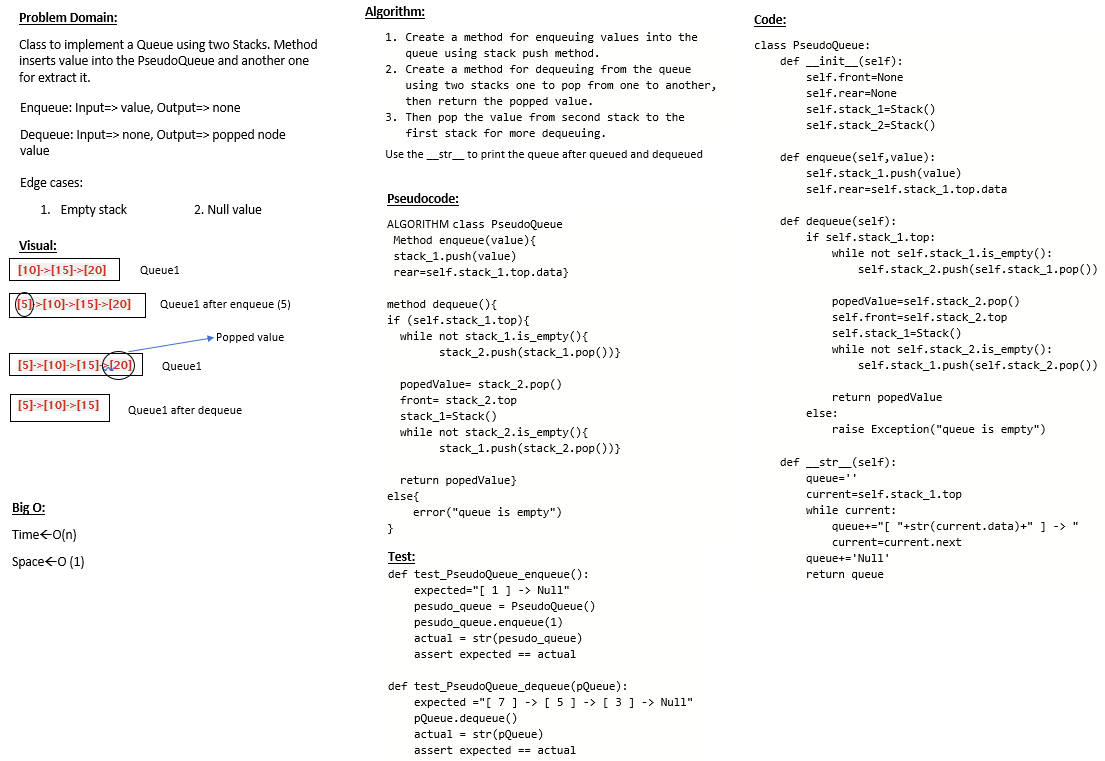 Problem Domain:
Class to implement a Queue using two Stacks. Method
inserts value into the PseudoQueue and another one
for extract it.
Enqueue: Input=> value, Output=> none
Dequeue: Input=> none, Output=> popped node
value
Edge cases:
1. Empty stack 2. Null value
Visual:
[10]->[15]->[20] Queue1
[5]->[10]->[15]->[20] Queue1 after enqueue (5)
Popped value
[5]->[10]->[15]->[20] Queue1
[5]->[10]->[15] Queue1 after dequeue
Big O:
Time←O(n)
Space←O (1)
Algorithm:
1. Create a method for enqueuing values into the
queue using stack push method.
2. Create a method for dequeuing from the queue
using two stacks one to pop from one to another,
then return the popped value.
3. Then pop the value from second stack to the
first stack for more dequeuing.
Use the __str__ to print the queue after queued and dequeued
Pseudocode:
ALGORITHM class PseudoQueue
Method enqueue(value){
stack_1.push(value)
rear=self.stack_1.top.data}
method dequeue(){
if (self.stack_1.top){
while not stack_1.is_empty(){
stack_2.push(stack_1.pop())}
popedValue= stack_2.pop()
front= stack_2.top
stack_1=Stack()
while not stack_2.is_empty(){
stack_1.push(stack_2.pop())}
return popedValue}
else{
error("queue is empty")
}
Test:
def test_PseudoQueue_enqueue():
expected="[ 1 ] -> Null"
pesudo_queue = PseudoQueue()
pesudo_queue.enqueue(1)
actual = str(pesudo_queue)
assert expected == actual
def test_PseudoQueue_dequeue(pQueue):
expected ="[ 7 ] -> [ 5 ] -> [ 3 ] -> Null"
pQueue.dequeue()
actual = str(pQueue)
assert expected == actual
Code:
class PseudoQueue:
def __init__(self):
self.front=None
self.rear=None
self.stack_1=Stack()
self.stack_2=Stack()
def enqueue(self,value):
self.stack_1.push(value)
self.rear=self.stack_1.top.data
def dequeue(self):
if self.stack_1.top:
while not self.stack_1.is_empty():
self.stack_2.push(self.stack_1.pop())
popedValue=self.stack_2.pop()
self.front=self.stack_2.top
self.stack_1=Stack()
while not self.stack_2.is_empty():
self.stack_1.push(self.stack_2.pop())
return popedValue
else:
raise Exception("queue is empty")
def __str__(self):
queue=''
current=self.stack_1.top
while current:
queue+="[ "+str(current.data)+" ] -> "
current=current.next
queue+='Null'
return queue